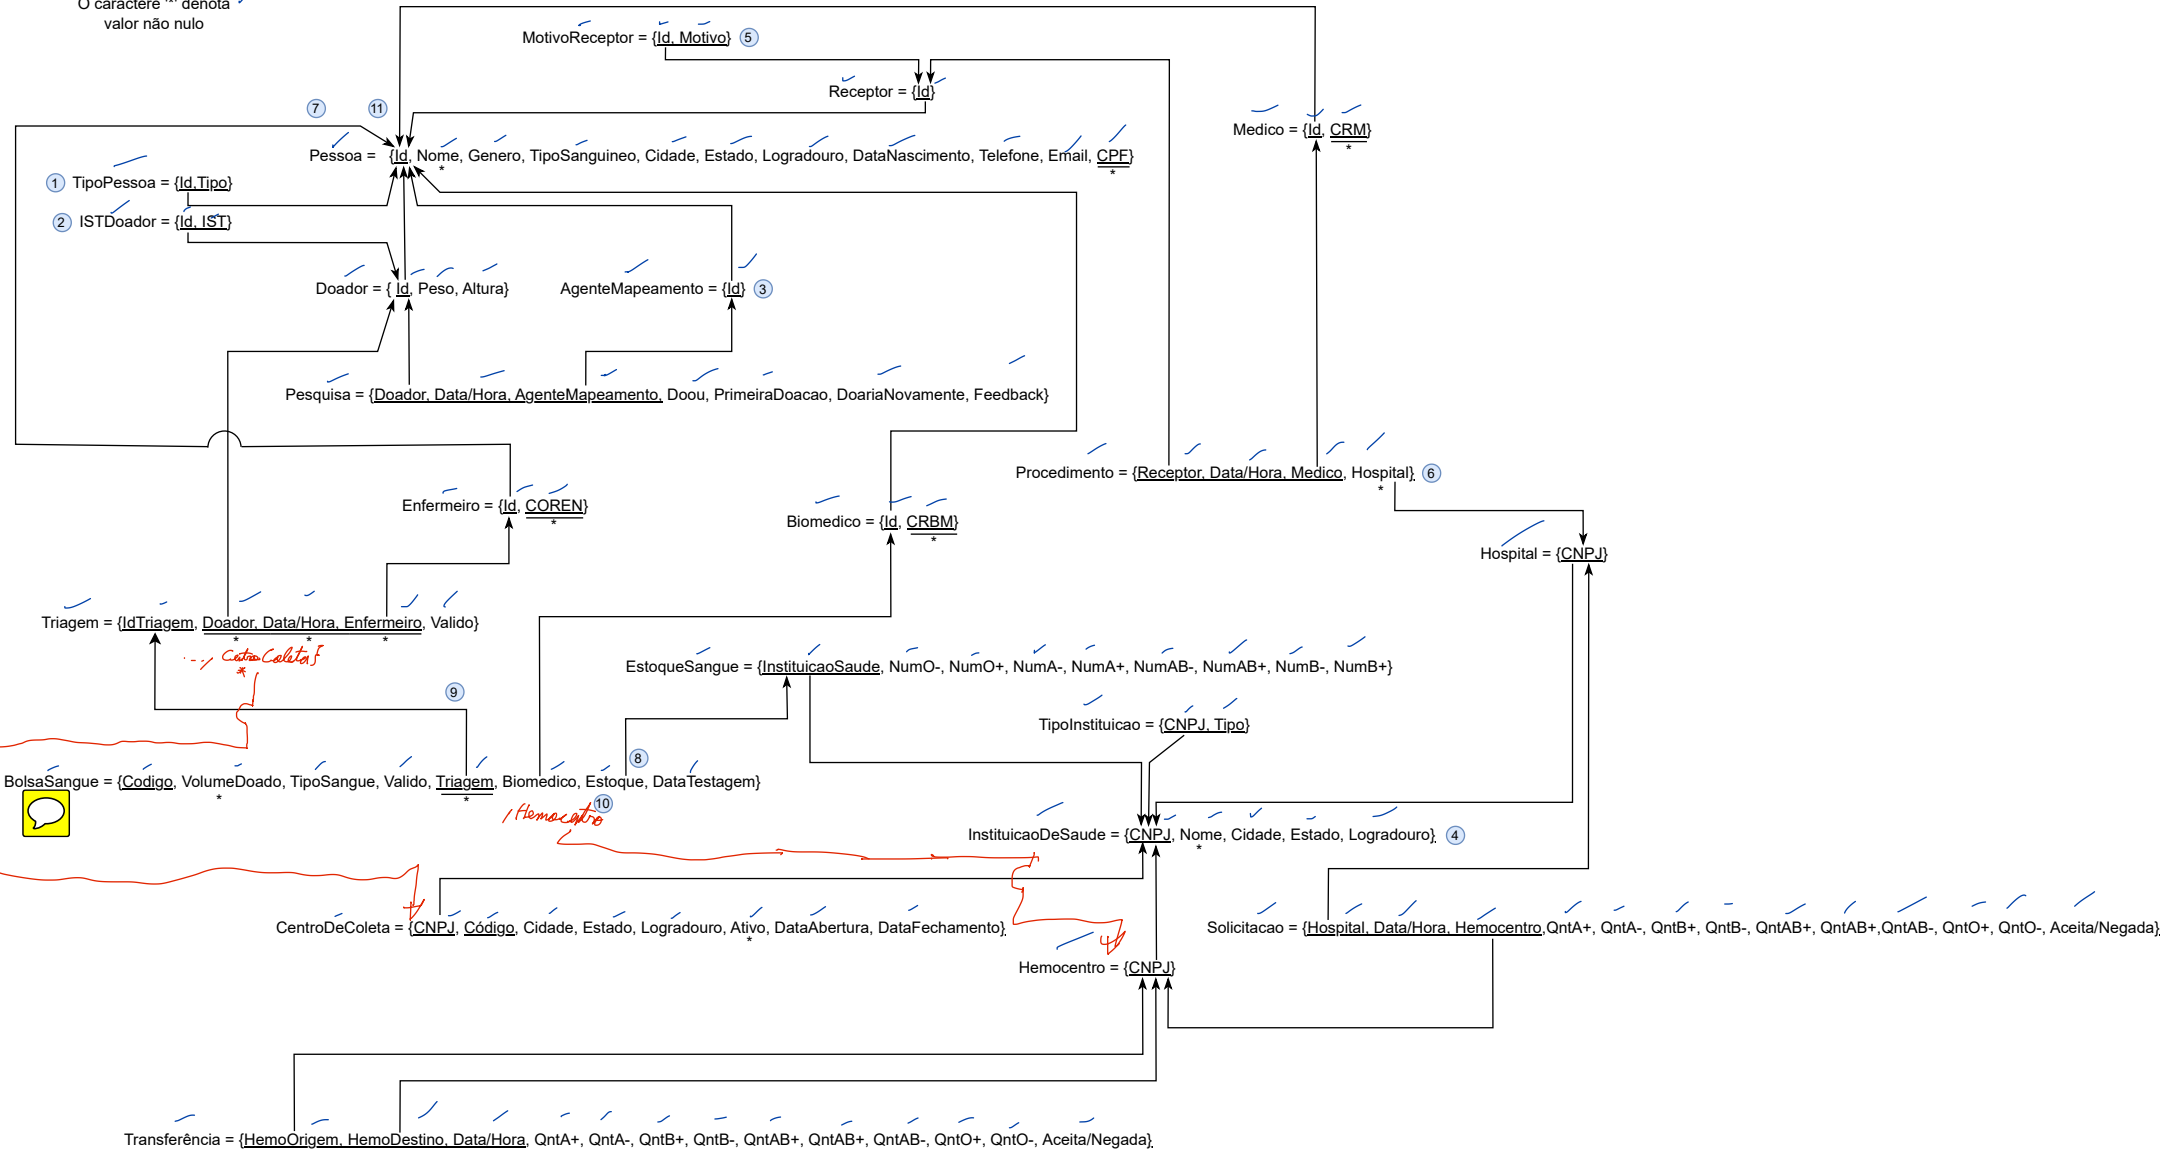 O caractere '*' denota
valor não nulo
MotivoReceptor = {Id, Motivo} 5
Receptor = {Id}
7 11
Medico = {Id, CRM}
*
Pessoa = {Id, Nome, Genero, TipoSanguineo, Cidade, Estado, Logradouro, DataNascimento, Telefone, Email, CPF}
* *
1 TipoPessoa = {Id,Tipo}
2 ISTDoador = {Id, IST}
Doador = { Id, Peso, Altura}
AgenteMapeamento = {Id} 3
Pesquisa = {Doador, Data/Hora, AgenteMapeamento, Doou, PrimeiraDoacao, DoariaNovamente, Feedback}
Procedimento = {Receptor, Data/Hora, Medico, Hospital} 6
*
Enfermeiro = {Id, COREN}
*
Biomedico = {Id, CRBM}
*
Hospital = {CNPJ}
Triagem = {IdTriagem, Doador, Data/Hora, Enfermeiro, Valido}
* * *
..., Centro Coleta}
*
EstoqueSangue = {InstituicaoSaude, NumO-, NumO+, NumA-, NumA+, NumAB-, NumAB+, NumB-, NumB+}
9
TipoInstituicao = {CNPJ, Tipo}
8
BolsaSangue = {Codigo, VolumeDoado, TipoSangue, Valido, Triagem, Biomedico, Estoque, DataTestagem}
* *
10
, Hemocentro
InstituicaoDeSaude = {CNPJ, Nome, Cidade, Estado, Logradouro} 4
*
CentroDeColeta = {CNPJ, Código, Cidade, Estado, Logradouro, Ativo, DataAbertura, DataFechamento}
*
Solicitacao = {Hospital, Data/Hora, Hemocentro,QntA+, QntA-, QntB+, QntB-, QntAB+, QntAB+,QntAB-, QntO+, QntO-, Aceita/Negada}
Hemocentro = {CNPJ}
Transferência = {HemoOrigem, HemoDestino, Data/Hora, QntA+, QntA-, QntB+, QntB-, QntAB+, QntAB+, QntAB-, QntO+, QntO-, Aceita/Negada}